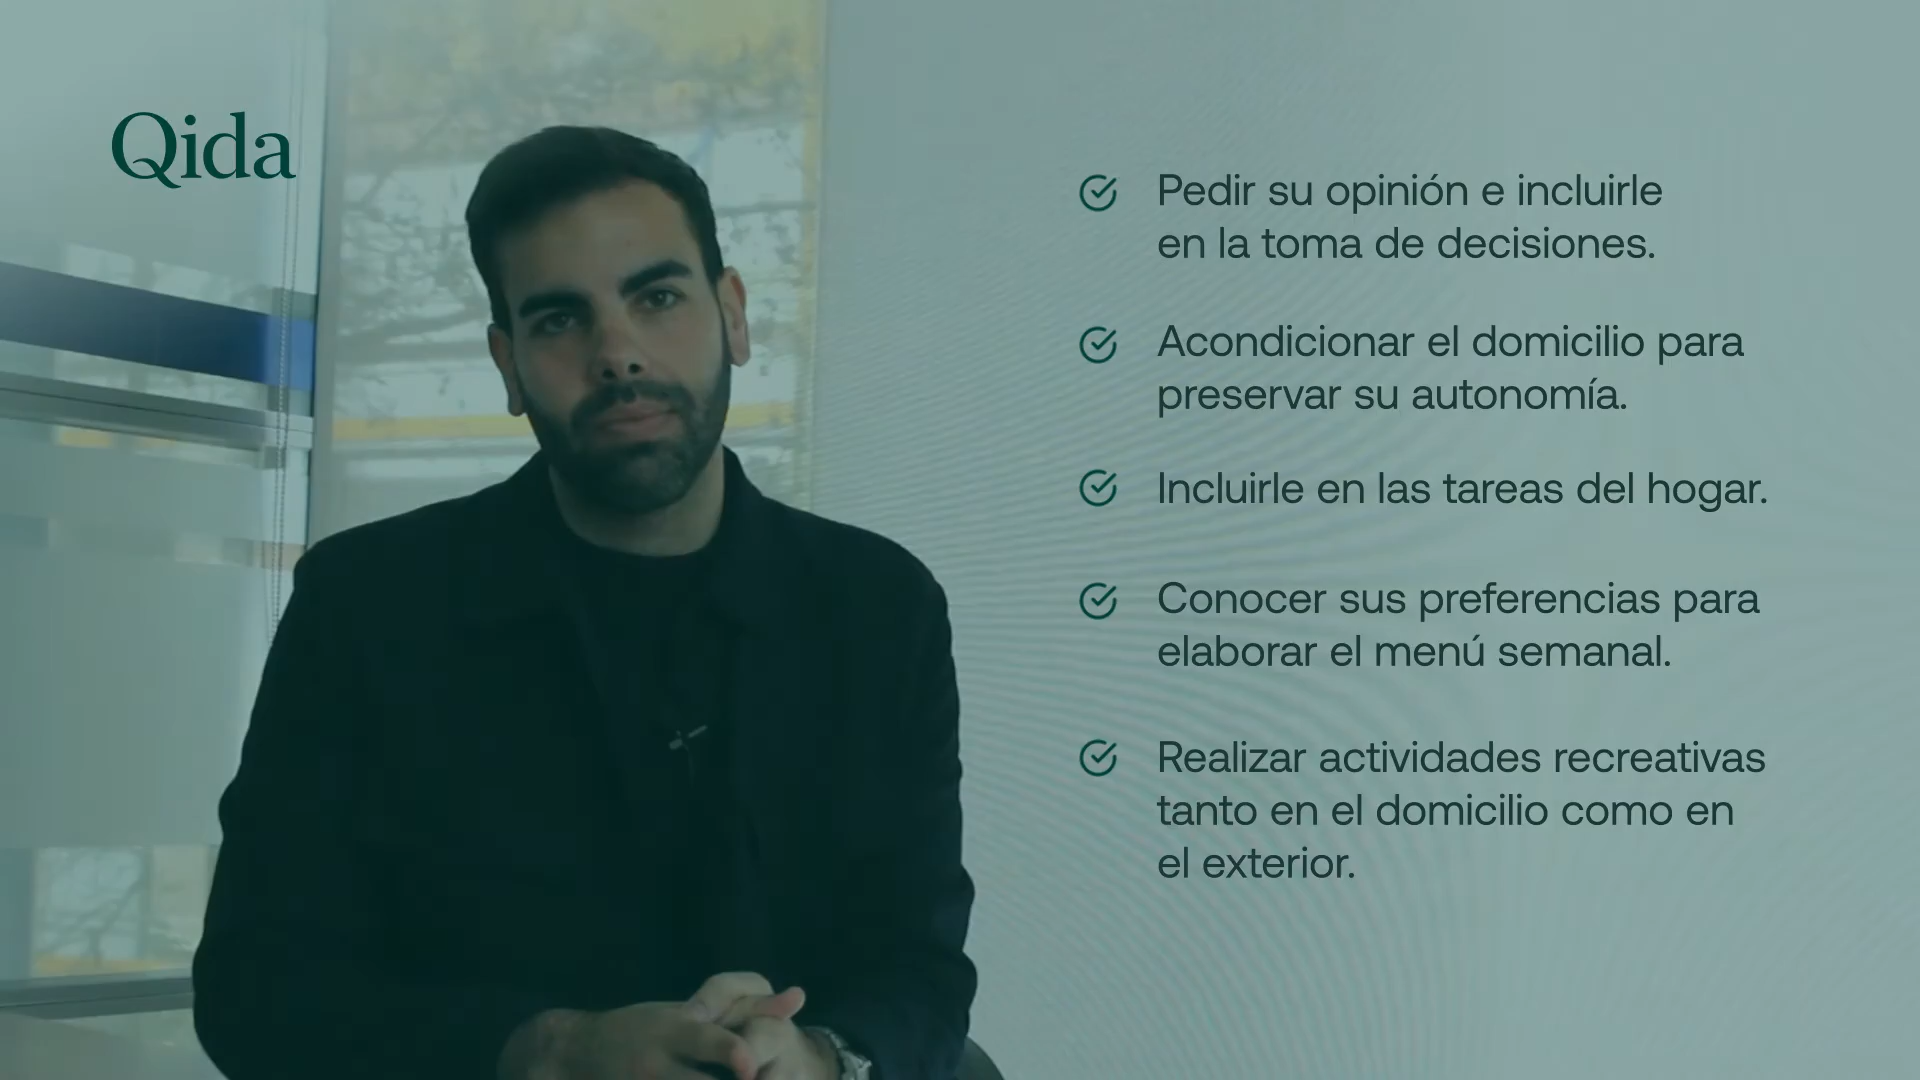 Qida
Pedir su opinión e incluirle
en la toma de decisiones.
Acondicionar el domicilio para
preservar su autonomía.
Incluirle en las tareas del hogar.
Conocer sus preferencias para
elaborar el menú semanal.
Realizar actividades recreativas
tanto en el domicilio como en
el exterior.